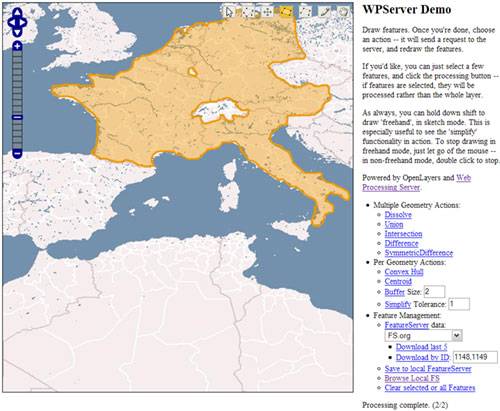 WPServer Demo
Draw features. Once you're done, choose
an action -- it will send a request to the
server, and redraw the features.
If you'd like, you can just select a few
features, and click the processing button --
if features are selected, they will be
processed rather than the whole layer.
As always, you can hold down shift to
draw 'freehand', in sketch mode. This is
especially useful to see the 'simplify'
functionality in action. To stop drawing in
freehand mode, just let go of the mouse --
in non-freehand mode, double click to stop.
Powered by OpenLayers and Web
Processing Server.
Multiple Geometry Actions:
Dissolve
Union
Intersection
Difference
SymmetricDifference
Per Geometry Actions:
Convex Hull
Centroid
Buffer Size: 2
Simplify Tolerance: 1
Feature Management:
FeatureServer data:
FS.org
Download last 5
Download by ID: 1148,1149
Save to local FeatureServer
Browse Local FS
Clear selected or all Features
Processing complete. (2/2)